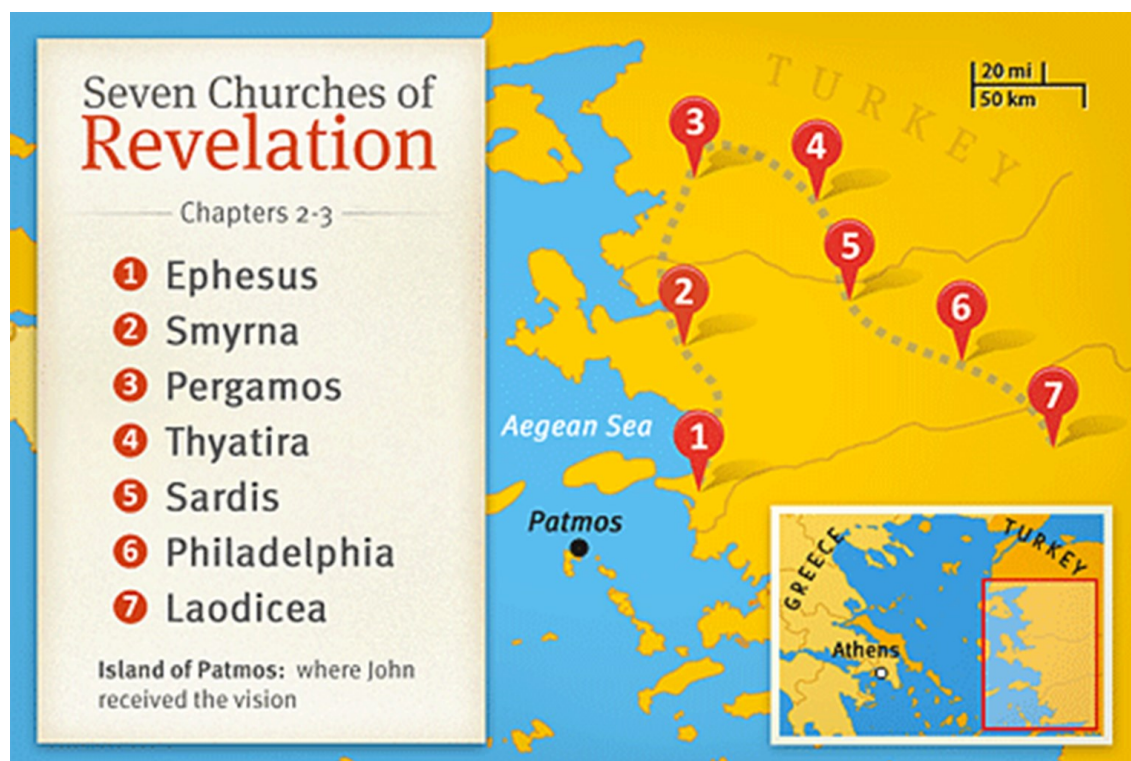 Seven Churches of
Revelation
Chapters 2-3
1 Ephesus
2 Smyrna
3 Pergamos
4 Thyatira
5 Sardis
6 Philadelphia
7 Laodicea
Island of Patmos: where John
received the vision
TURKEY
20 mi
50 km
3
4
5
2
6
7
1
Aegean Sea
Patmos
GREECE
TURKEY
Athens